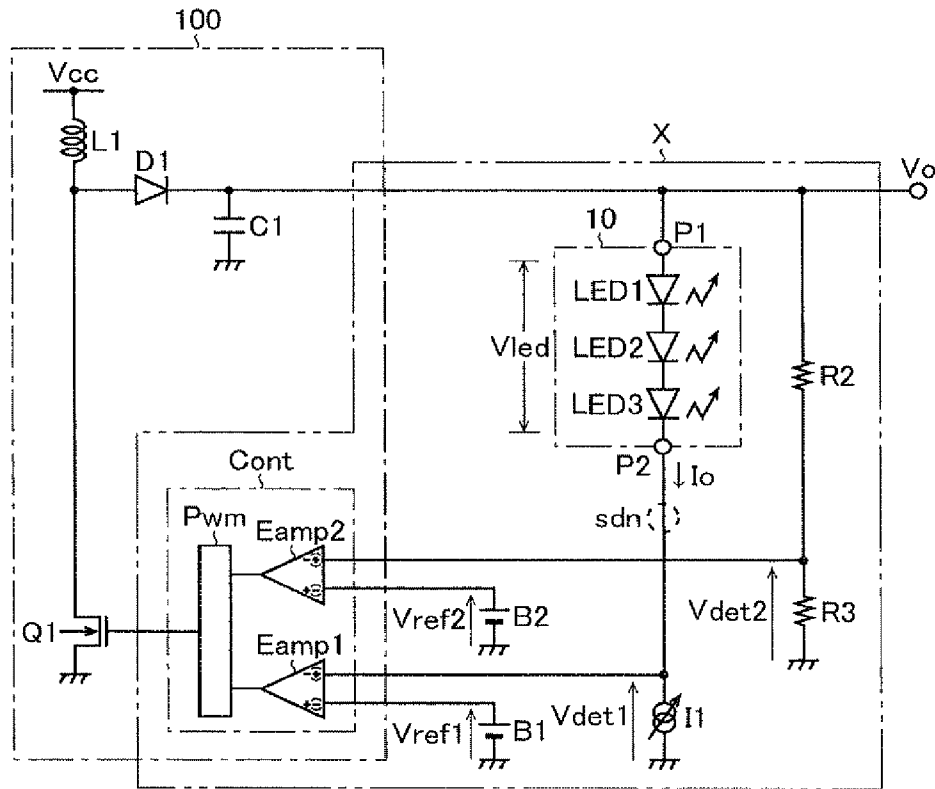 100
Vcc
L1
D1
C1
X
Vo
10
P1
LED1
LED2
LED3
Vled
R2
P2
Io
sdn
Cont
Pwm
Eamp2
Vref2
B2
Vdet2
R3
Q1
Eamp1
Vref1
B1
Vdet1
I1